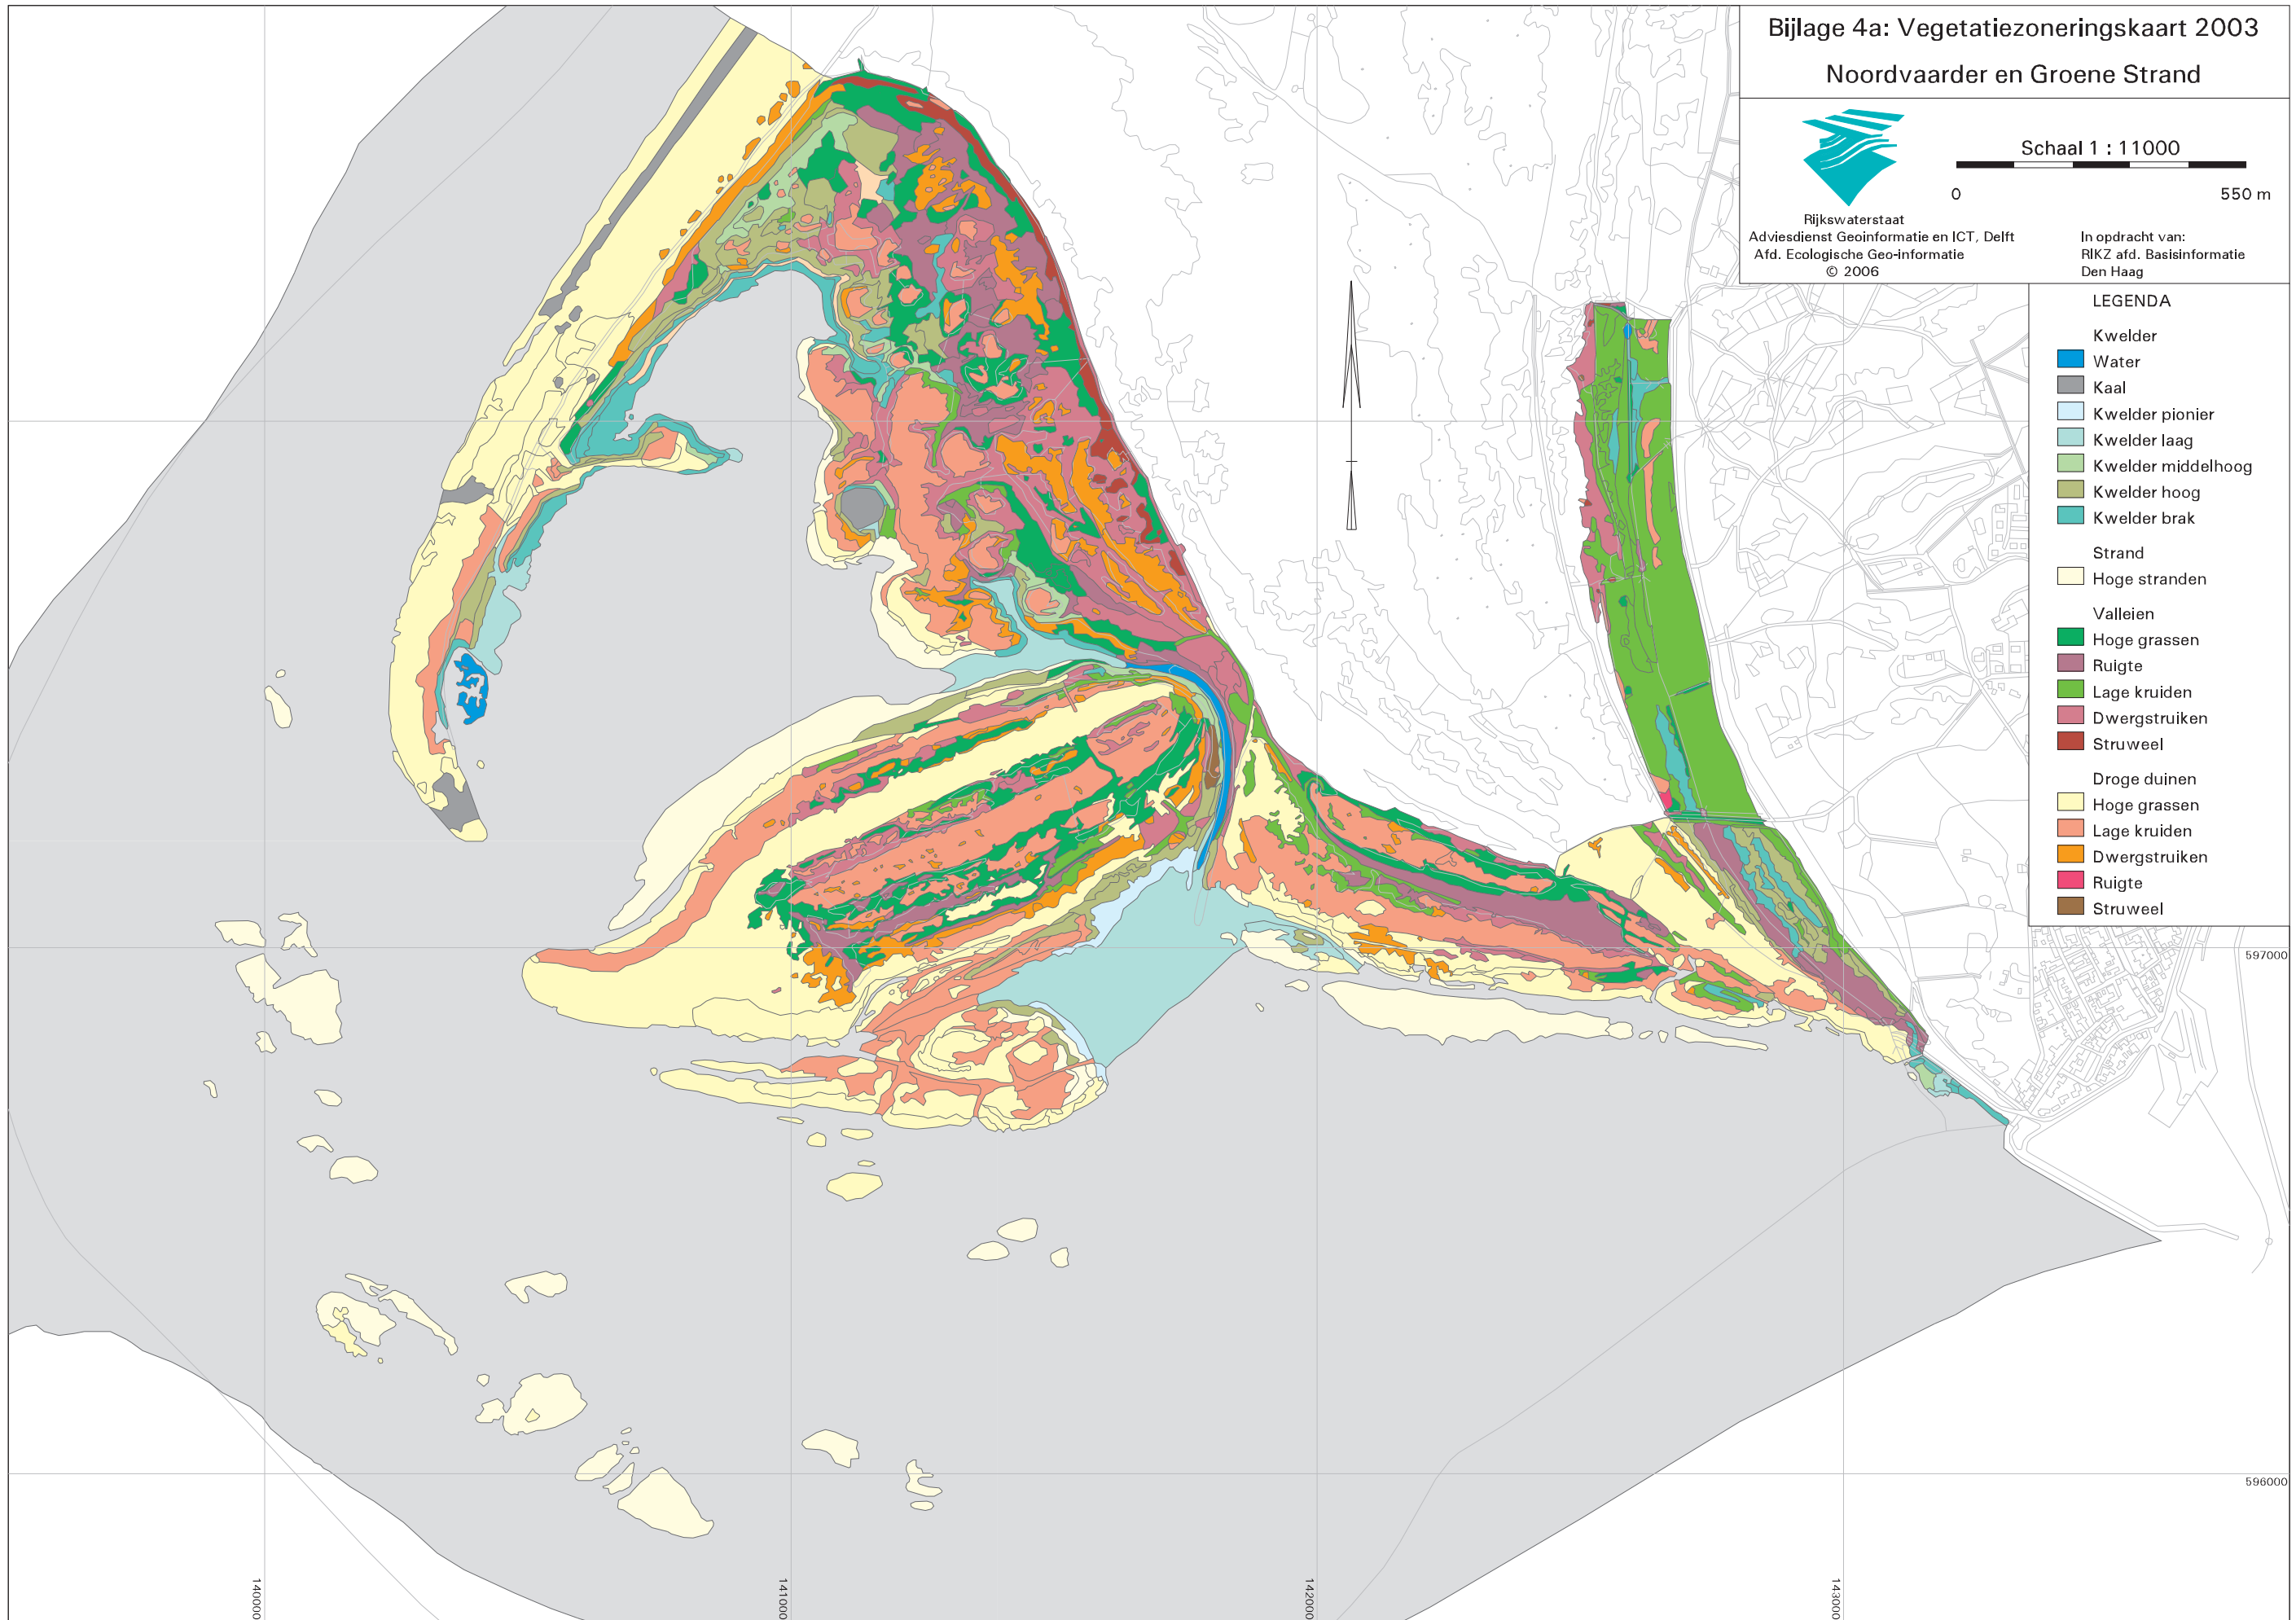 Bijlage 4a: Vegetatiezoneringskaart 2003
Noordvaarder en Groene Strand
Schaal 1 : 11000
0
550 m
Rijkswaterstaat
Adviesdienst Geoinformatie en ICT, Delft
Afd. Ecologische Geo-informatie
© 2006
In opdracht van:
RIKZ afd. Basisinformatie
Den Haag
LEGENDA
Kwelder
Water
Kaal
Kwelder pionier
Kwelder laag
Kwelder middelhoog
Kwelder hoog
Kwelder brak
Strand
Hoge stranden
Valleien
Hoge grassen
Ruigte
Lage kruiden
Dwergstruiken
Struweel
Droge duinen
Hoge grassen
Lage kruiden
Dwergstruiken
Ruigte
Struweel
597000
596000
140000
141000
142000
143000